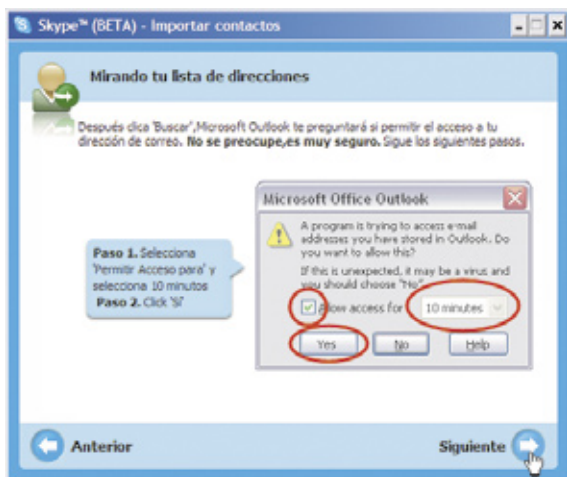 Skype™ (BETA) - Importar contactos
Mirando tu lista de direcciones
Después clica 'Buscar',Microsoft Outlook te preguntará si permitir el acceso a tu
dirección de correo. No se preocupe,es muy seguro. Sigue los siguientes pasos.
Microsoft Office Outlook
A program is trying to access e-mail
addresses you have stored in Outlook. Do
you want to allow this?
If this is unexpected, it may be a virus and
you should choose "No".
Paso 1. Selecciona
'Permitir Acceso para' y
selecciona 10 minutos
Paso 2. Click 'Sí'
Allow access for 10 minutes
Yes No Help
Anterior Siguiente